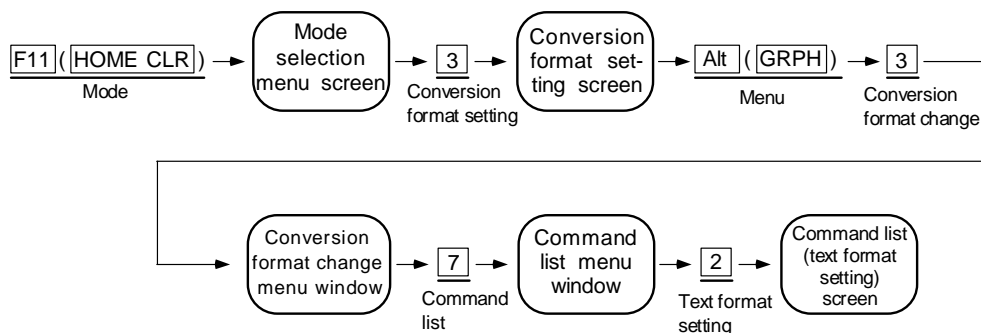 F11 ( HOME CLR )
Mode
Mode
selection
menu screen
3
Conversion
format setting
Conversion
format set-
ting screen
Alt ( GRPH )
Menu
3
Conversion
format change
Conversion
format change
menu window
7
Command
list
Command
list menu
window
2
Text format
setting
Command list
(text format
setting)
screen